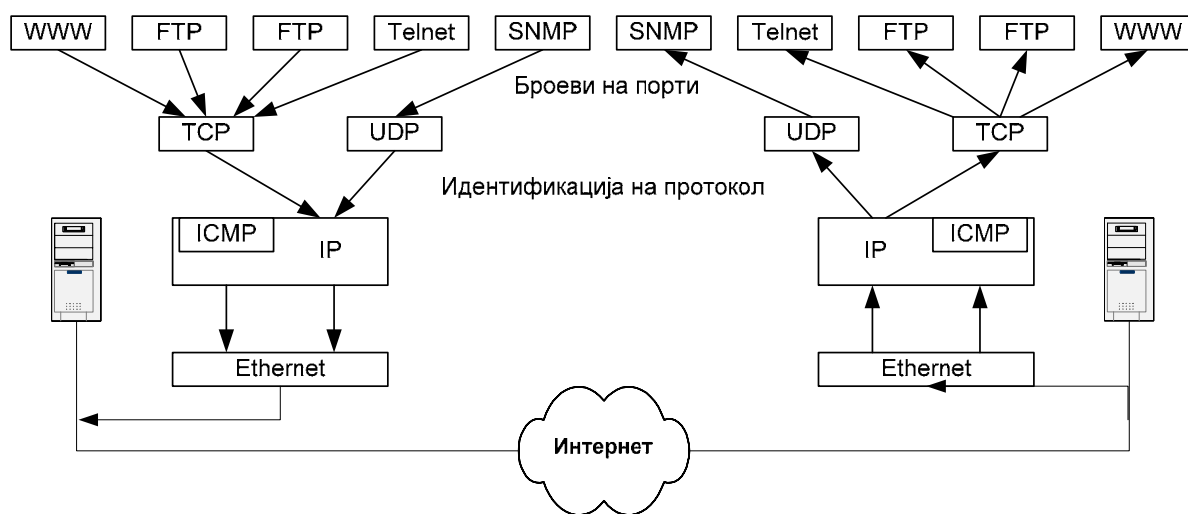 WWW FTP FTP Telnet SNMP SNMP Telnet FTP FTP WWW
Броеви на порти
TCP UDP UDP TCP
Идентификација на протокол
ICMP IP IP ICMP
Ethernet Ethernet
Интернет